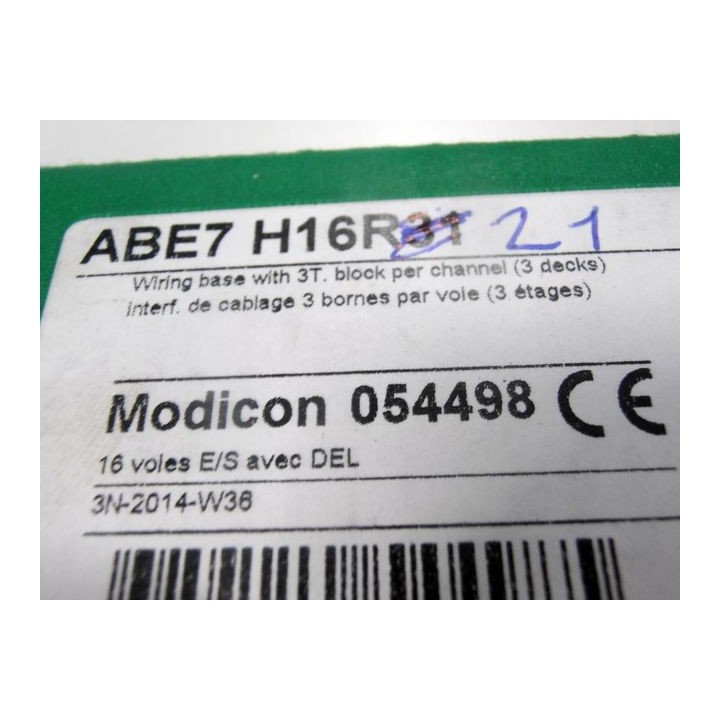 ABE7 H16R31 21
Wiring base with 3T. block per channel (3 decks)
interf. de cablage 3 bornes par voie (3 étages)
Modicon 054498 CE
16 voies E/S avec DEL
3N-2014-W36